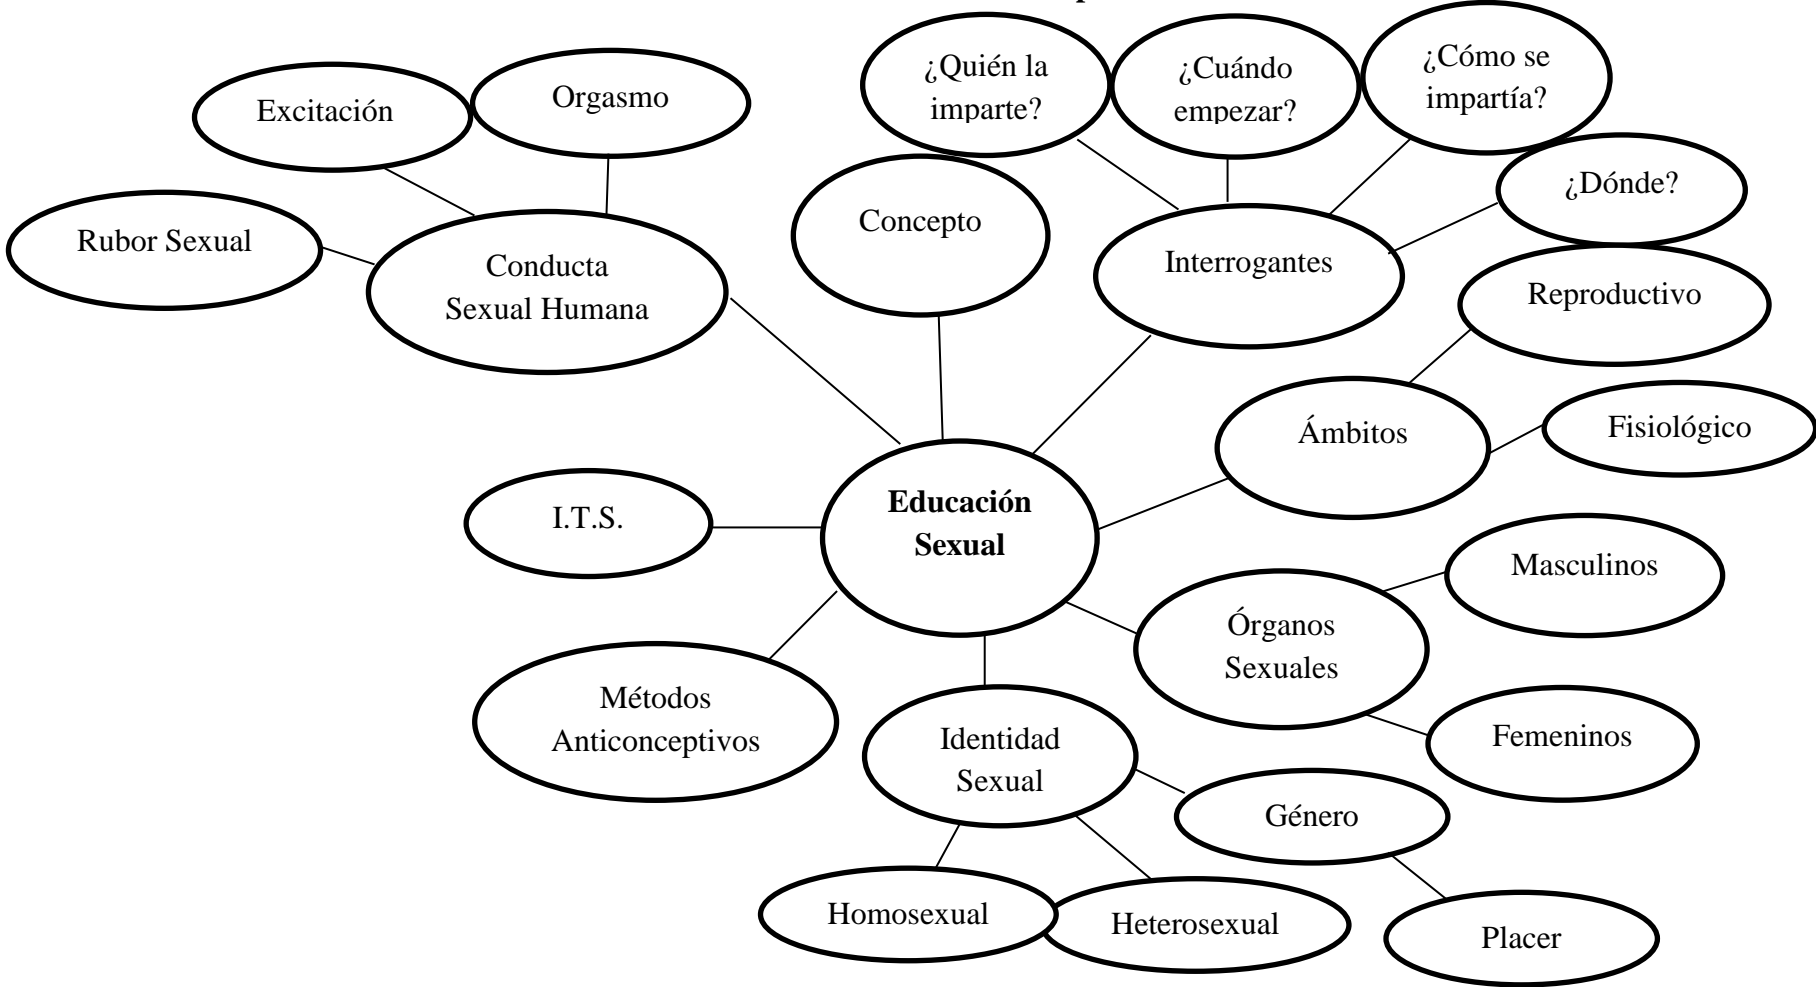 Excitación
Orgasmo
Rubor Sexual
Conducta
Sexual Humana
Concepto
¿Quién la
imparte?
¿Cuándo
empezar?
¿Cómo se
impartía?
¿Dónde?
Interrogantes
Reproductivo
Ámbitos
Fisiológico
I.T.S.
Educación
Sexual
Masculinos
Órganos
Sexuales
Femeninos
Métodos
Anticonceptivos
Identidad
Sexual
Género
Homosexual
Heterosexual
Placer